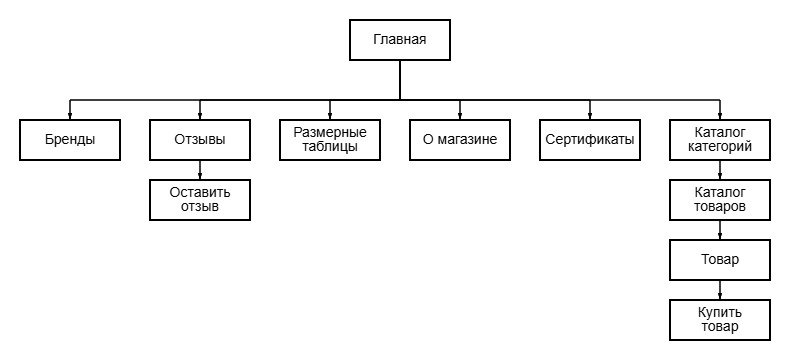 Главная
Бренды
Отзывы
Размерные
таблицы
О магазине
Сертификаты
Каталог
категорий
Оставить
отзыв
Каталог
товаров
Товар
Купить
товар